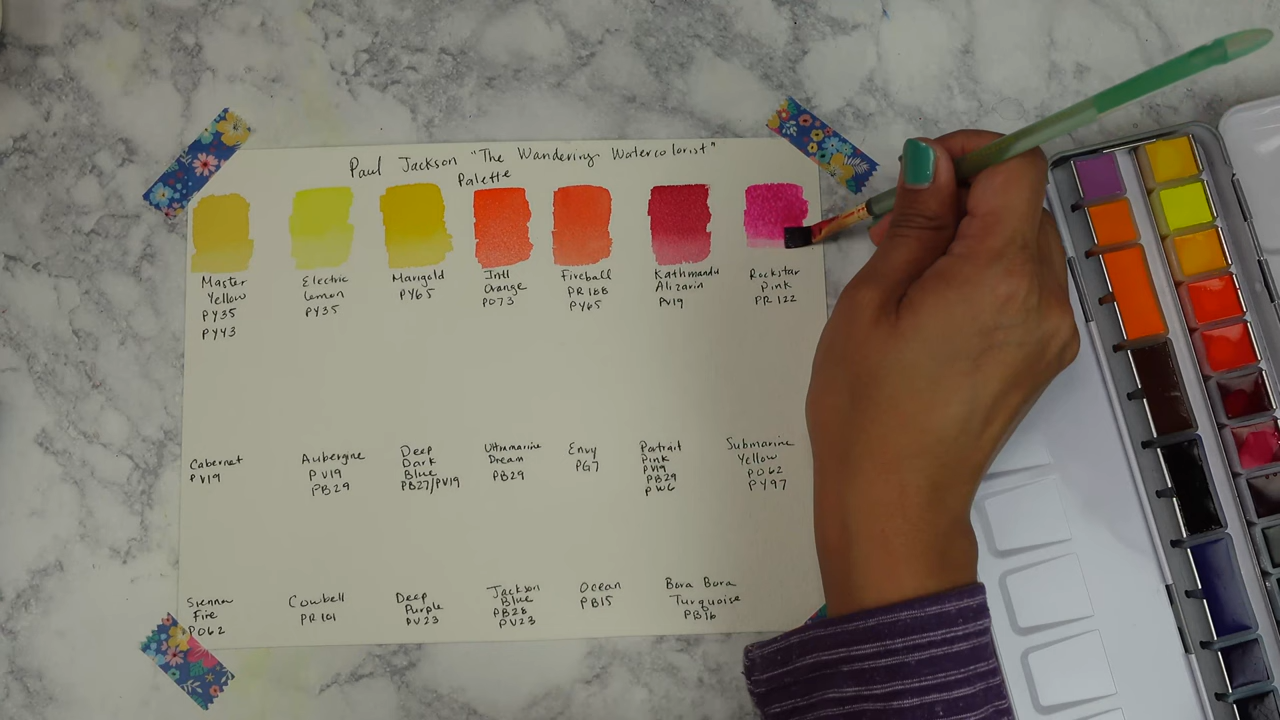 Paul Jackson "The Wandering Watercolorist"
Palette
Master
Yellow
PY35
PY43
Electric
Lemon
PY35
Marigold
PY65
Intl
Orange
PO73
Fireball
PR188
PY65
Kathmandu
Alizarin
PV19
Rockstar
Pink
PR 122
Cabernet
PV19
Aubergine
PV19
PB29
Deep
Dark
Blue
PB27/PV19
Ultramarine
Dream
PB29
Envy
PG7
Portrait
Pink
PV19
PB29
PW6
Submarine
Yellow
PO62
PY97
Sienna
Fire
PO62
Cowbell
PR101
Deep
Purple
PV23
Jackson
Blue
PB28
PV23
Ocean
PB15
Bora Bora
Turquoise
PB16